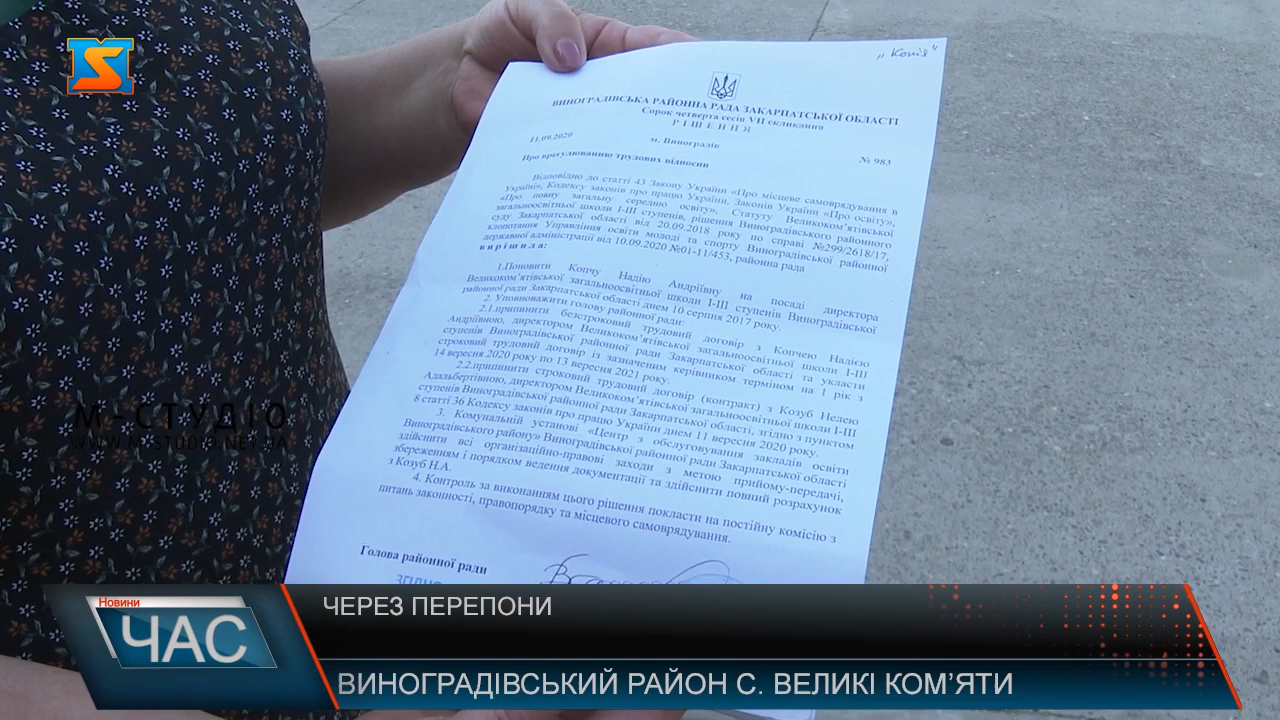 „Копія“
ВИНОГРАДІВСЬКА РАЙОННА РАДА ЗАКАРПАТСЬКОЇ ОБЛАСТІ
Сорок четверта сесія VII скликання
Р І Ш Е Н Н Я
11.09.2020
м. Виноградів
№ 983
Про врегулюванню трудових відносин
Відповідно до статті 43 Закону України «Про місцеве самоврядування в
Україні», Кодексу законів про працю України, Законів України «Про освіту»,
«Про повну загальну середню освіту», Статуту Великоком’ятівської
загальноосвітньої школи І-ІІІ ступенів, рішення Виноградівського районного
суду Закарпатської області від 20.09.2018 року по справі №299/2618/17,
клопотання Управління освіти молоді та спорту Виноградівської районної
державної адміністрації від 10.09.2020 №01-11/453, районна рада
в и р і ш и л а:
1.Поновити Копчу Надію Андріївну на посаді директора
Великоком’ятівської загальноосвітньої школи І-ІІІ ступенів Виноградівської
районної ради Закарпатської області днем 10 серпня 2017 року.
2. Уповноважити голову районної ради:
2.1.припинити безстроковий трудовий договір з Копчею Надією
Андріївною, директором Великоком’ятівської загальноосвітньої школи І-ІІІ
ступенів Виноградівської районної ради Закарпатської області та укласти
строковий трудовий договір із зазначеним керівником терміном на 1 рік з
14 вересня 2020 року по 13 вересня 2021 року.
2.2.припинити строковий трудовий договір (контракт) з Козуб Нелею
Адальбертівною, директором Великоком’ятівської загальноосвітньої школи І-ІІІ
ступенів Виноградівської районної ради Закарпатської області, згідно з пунктом
8 статті 36 Кодексу законів про працю України днем 11 вересня 2020 року.
3. Комунальній установі «Центр з обслуговування закладів освіти
Виноградівського району» Виноградівської районної ради Закарпатської області
здійснити всі організаційно-правові заходи з метою прийому-передачі,
збереженням і порядком ведення документації та здійснити повний розрахунок
з Козуб Н.А.
4. Контроль за виконанням цього рішення покласти на постійну комісію з
питань законності, правопорядку та місцевого самоврядування.
Голова районної ради
М-СТУДІО
WWW.M-STUDIO.NET.UA
Новини
ЧАС
ЧЕРЕЗ ПЕРЕПОНИ
ВИНОГРАДІВСЬКИЙ РАЙОН С. ВЕЛИКІ КОМ’ЯТИ